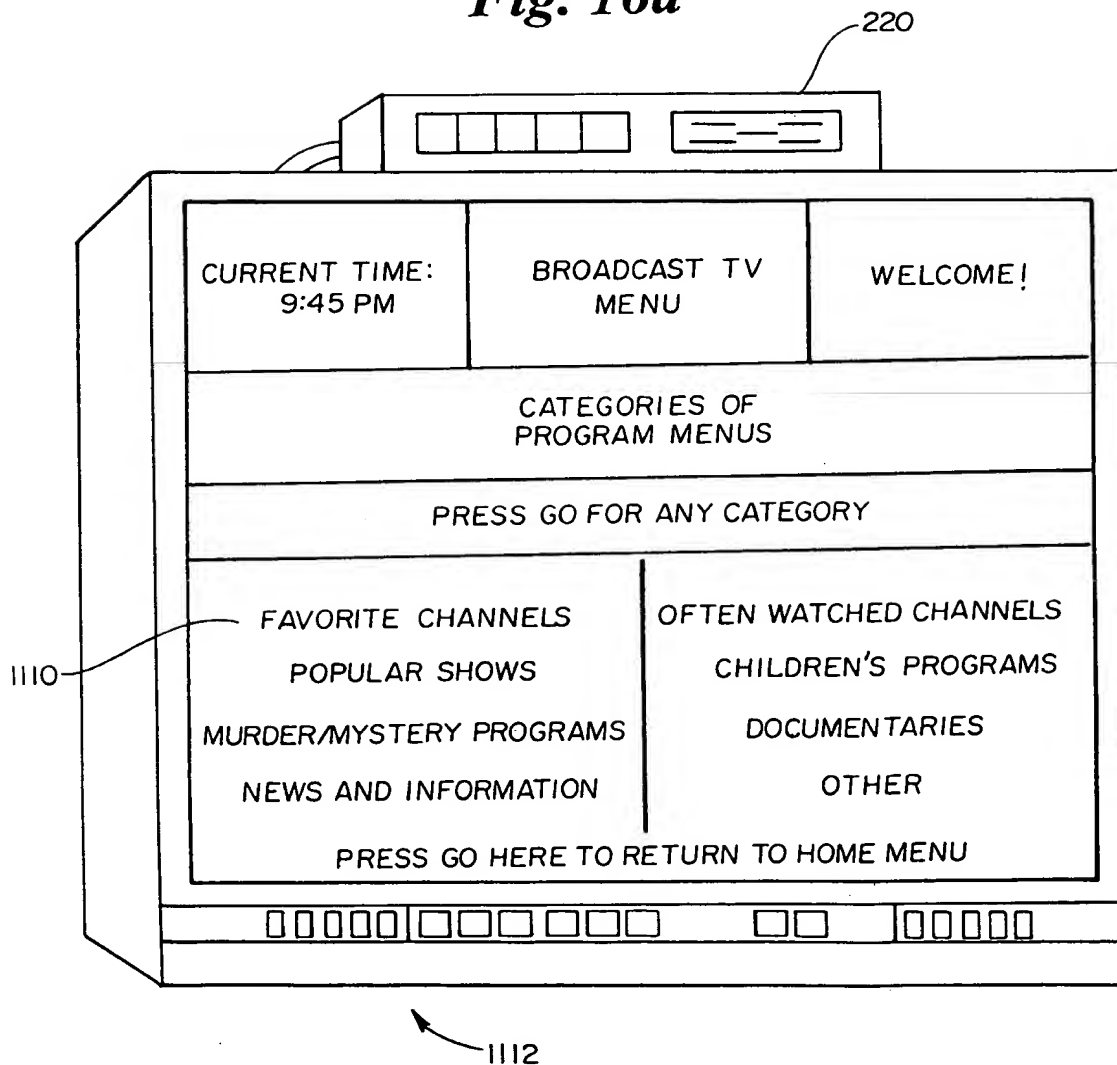 Fig. 16a
220
CURRENT TIME:
9:45 PM
BROADCAST TV
MENU
WELCOME!
CATEGORIES OF
PROGRAM MENUS
PRESS GO FOR ANY CATEGORY
1110
FAVORITE CHANNELS
POPULAR SHOWS
MURDER/MYSTERY PROGRAMS
NEWS AND INFORMATION
OFTEN WATCHED CHANNELS
CHILDREN'S PROGRAMS
DOCUMENTARIES
OTHER
PRESS GO HERE TO RETURN TO HOME MENU
1112